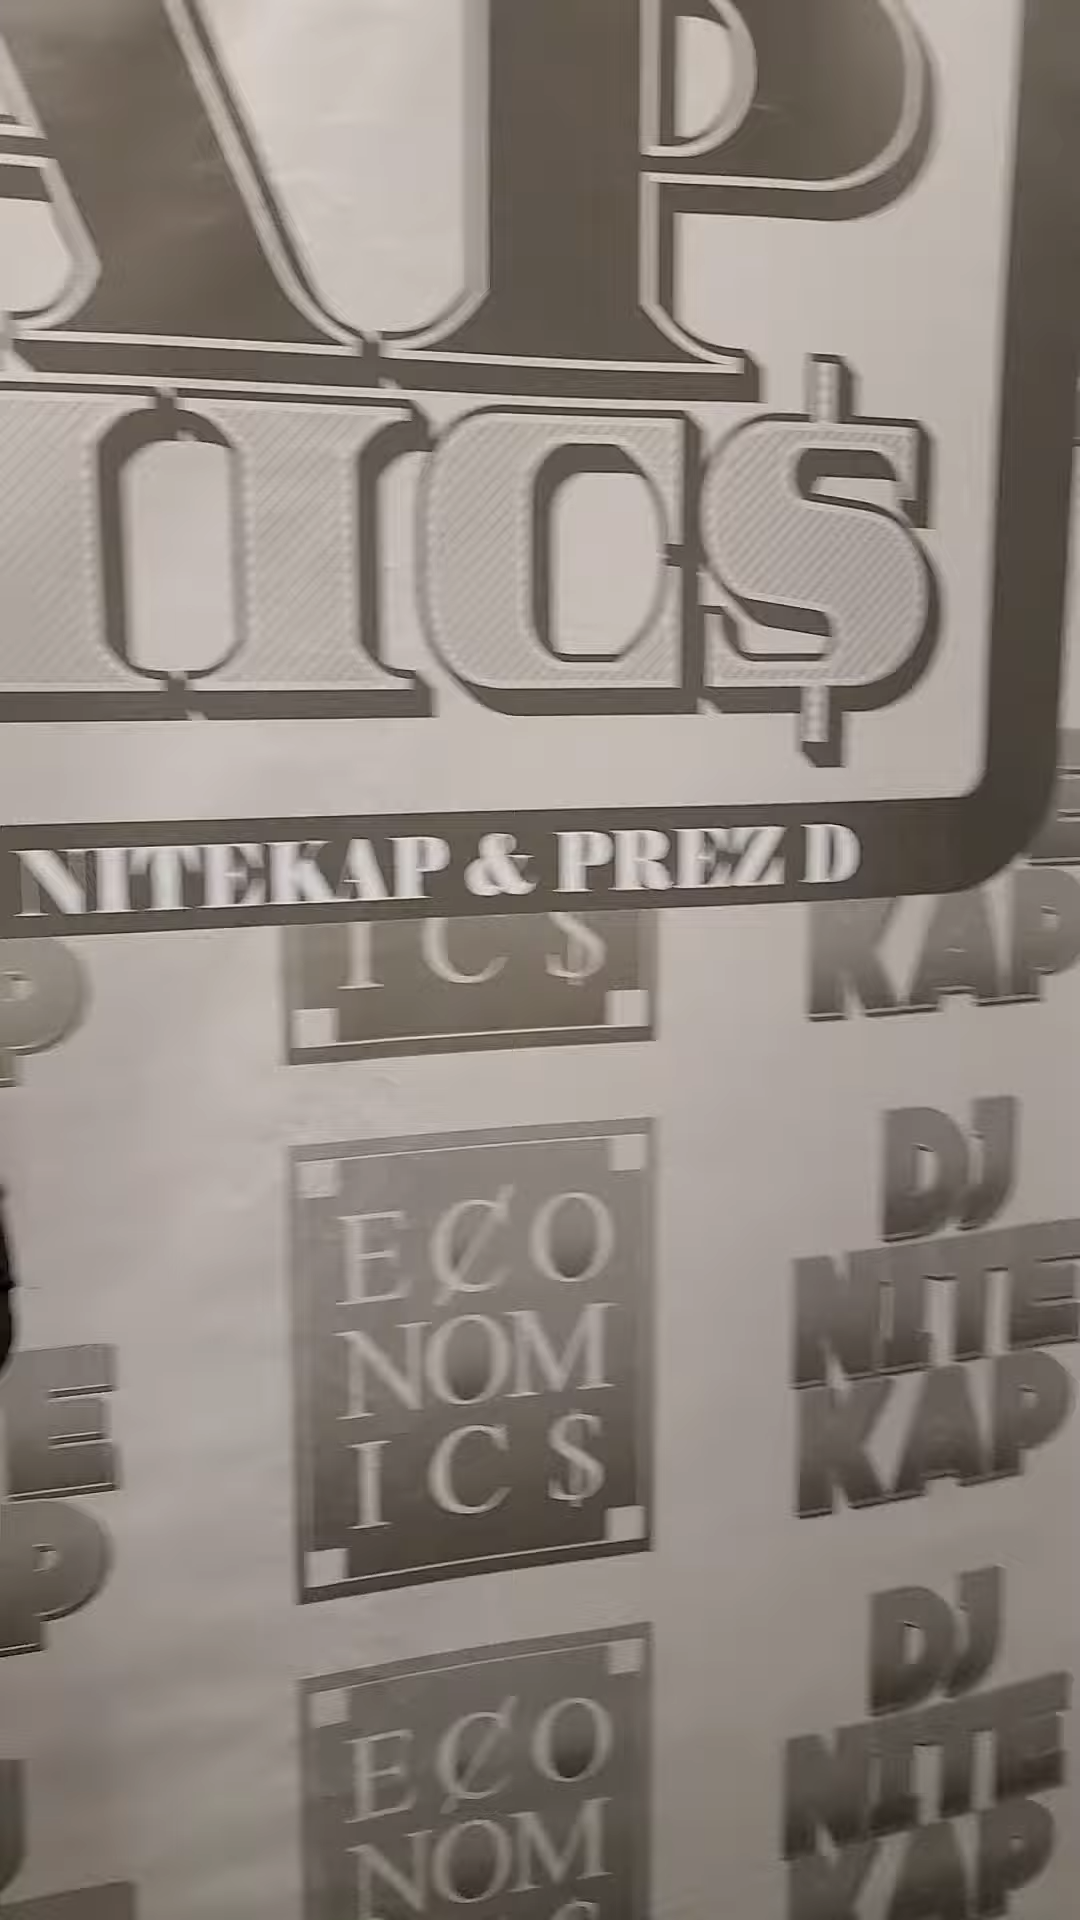 AP
IC$
NITEKAP & PREZ D
IC$
KAP
E₵O
NOM
IC$
DJ
NITE
KAP
E₵O
NOM
DJ
NITE
KAP